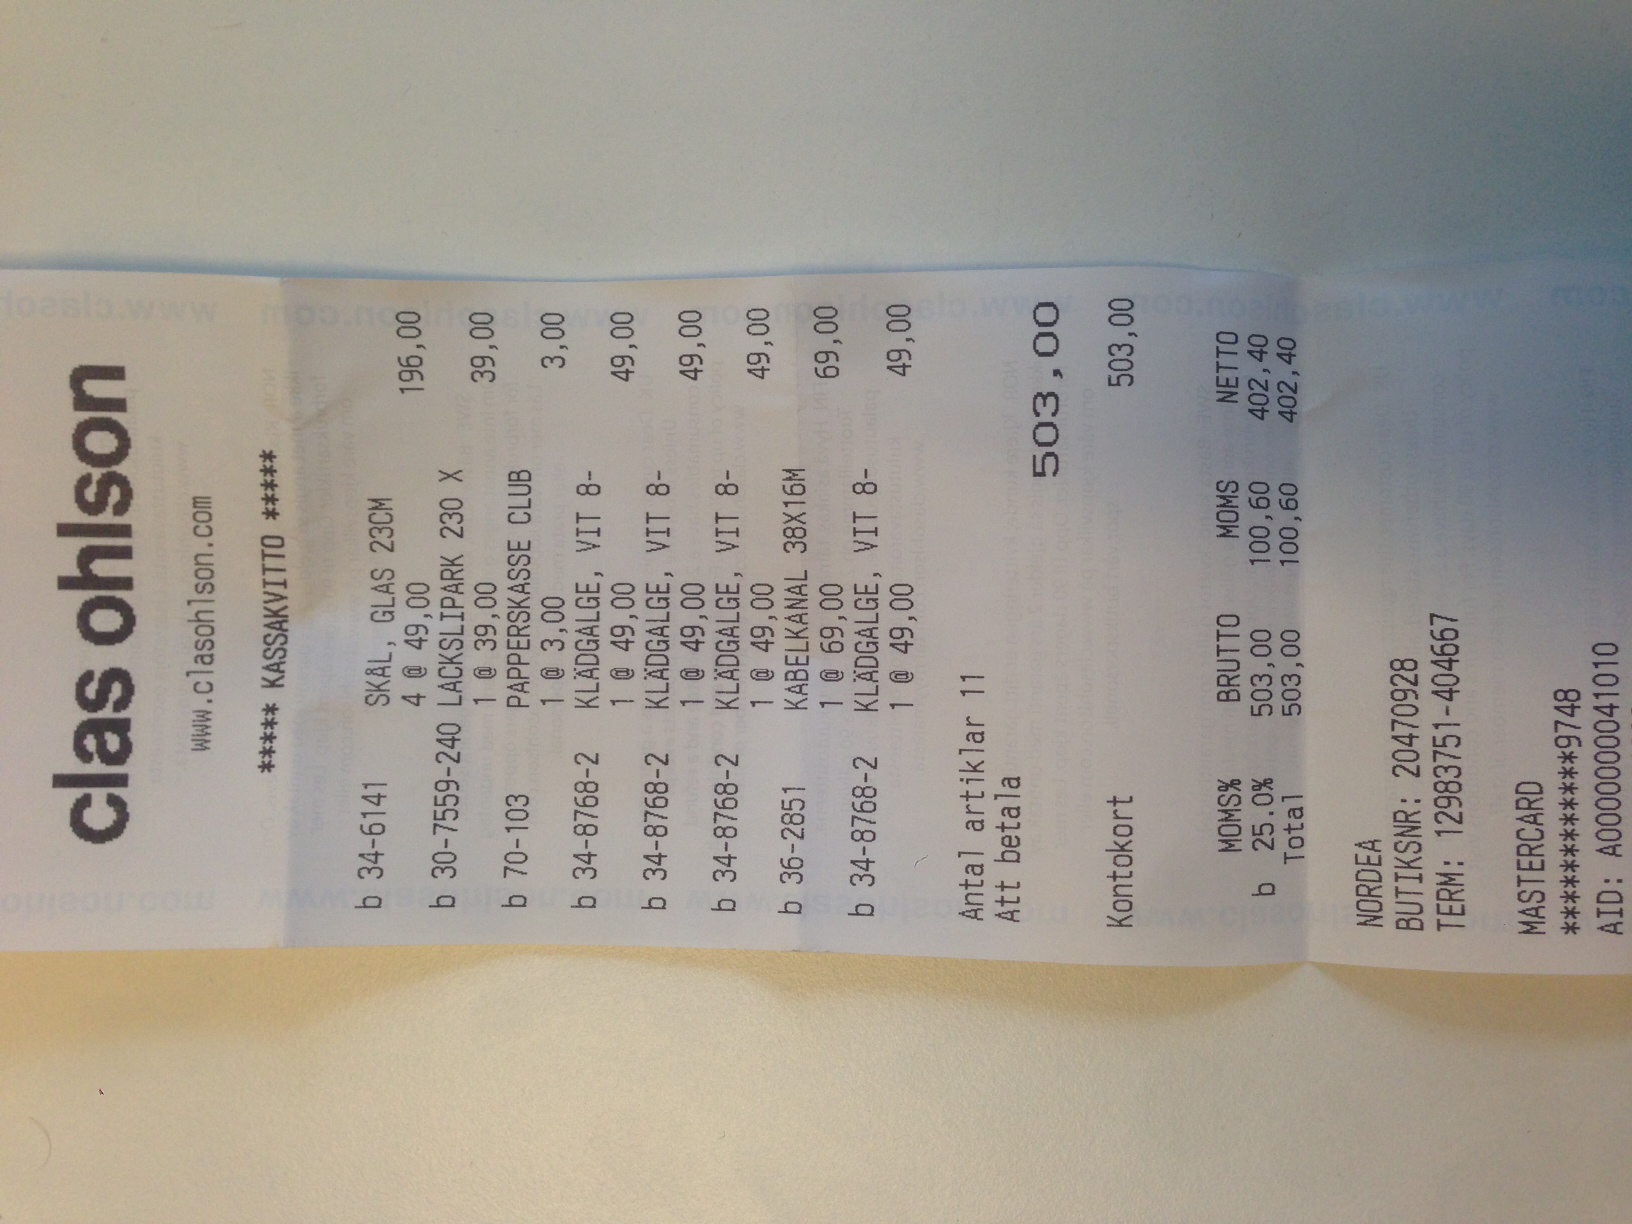 clas ohlson
www.clasohlson.com
***** KASSAKVITTO *****
b 34-6141 SKÅL, GLAS 23CM
4 @ 49,00 196,00
b 30-7559-240 LACKSLIPARK 230 X
1 @ 39,00 39,00
b 70-103 PAPPERSKASSE CLUB
1 @ 3,00 3,00
b 34-8768-2 KLÄDGALGE, VIT 8-
1 @ 49,00 49,00
b 34-8768-2 KLÄDGALGE, VIT 8-
1 @ 49,00 49,00
b 34-8768-2 KLÄDGALGE, VIT 8-
1 @ 49,00 49,00
b 36-2851 KABELKANAL 38X16M
1 @ 69,00 69,00
b 34-8768-2 KLÄDGALGE, VIT 8-
1 @ 49,00 49,00
Antal artiklar 11
Att betala
503,00
Kontokort 503,00
MOMS% BRUTTO MOMS NETTO
b 25.0% 503,00 100,60 402,40
Total 503,00 100,60 402,40
NORDEA
BUTIKSNR: 20470928
TERM: 12983751-404667
MASTERCARD
************9748
AID: A0000000041010